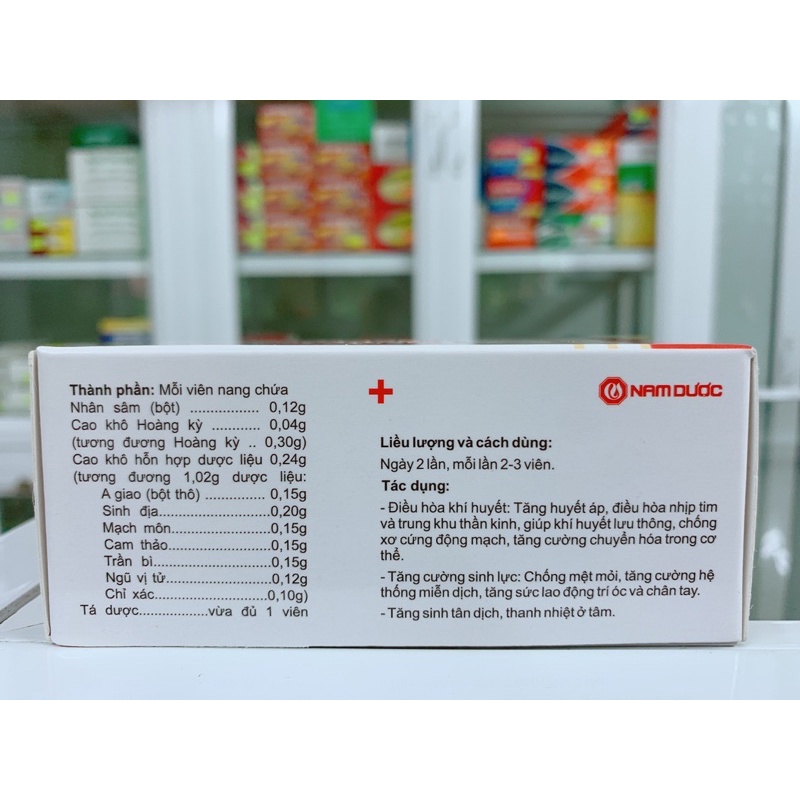 Thành phần: Mỗi viên nang chứa
Nhân sâm (bột) ................ 0,12g
Cao khô Hoàng kỳ ........... 0,04g
(tương đương Hoàng kỳ .. 0,30g)
Cao khô hỗn hợp dược liệu 0,24g
(tương đương 1,02g dược liệu:
A giao (bột thô) ............. 0,15g
Sinh địa.........................0,20g
Mạch môn.....................0,15g
Cam thảo......................0,15g
Trần bì..........................0,15g
Ngũ vị tử.......................0,12g
Chỉ xác.........................0,10g)
Tá dược.................vừa đủ 1 viên
NAM DƯỢC
Liều lượng và cách dùng:
Ngày 2 lần, mỗi lần 2-3 viên.
Tác dụng:
- Điều hòa khí huyết: Tăng huyết áp, điều hòa nhịp tim
và trung khu thần kinh, giúp khí huyết lưu thông, chống
xơ cứng động mạch, tăng cường chuyển hóa trong cơ
thể.
- Tăng cường sinh lực: Chống mệt mỏi, tăng cường hệ
thống miễn dịch, tăng sức lao động trí óc và chân tay.
- Tăng sinh tân dịch, thanh nhiệt ở tâm.